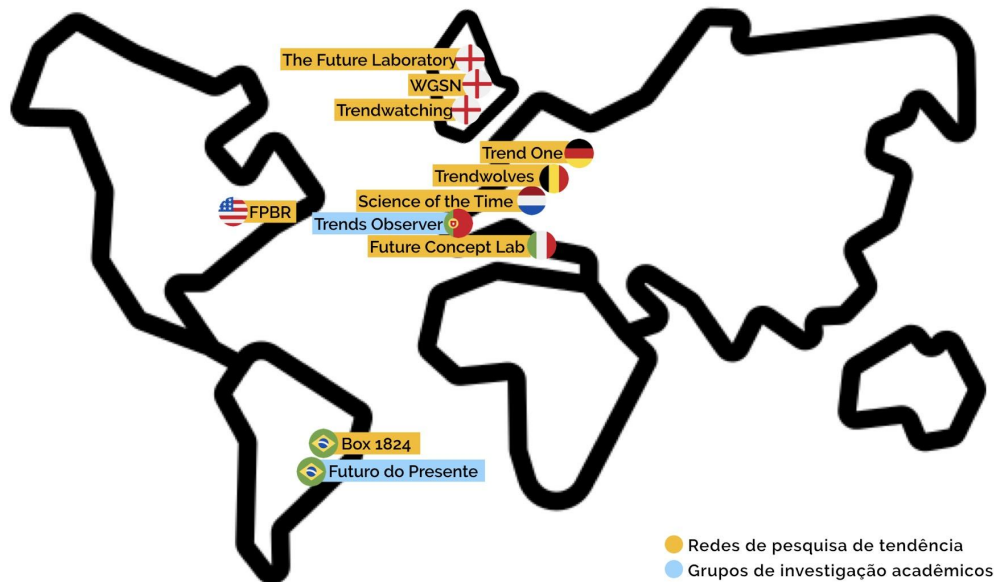 The Future Laboratory
WGSN
Trendwatching
Trend One
Trendwolves
Science of the Time
FPBR
Trends Observer
Future Concept Lab
Box 1824
Futuro do Presente
Redes de pesquisa de tendência
Grupos de investigação acadêmicos